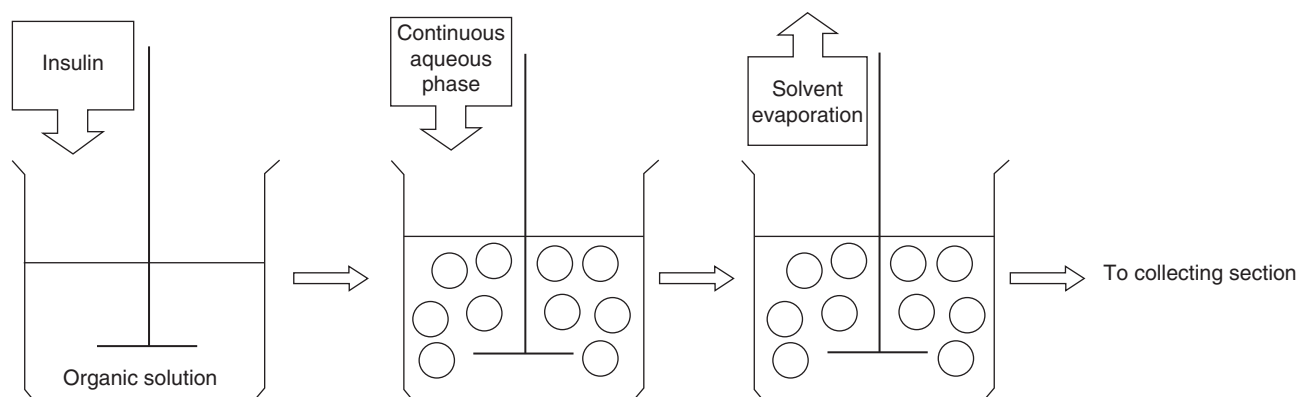 Insulin
Continuous
aqueous
phase
Solvent
evaporation
To collecting section
Organic solution